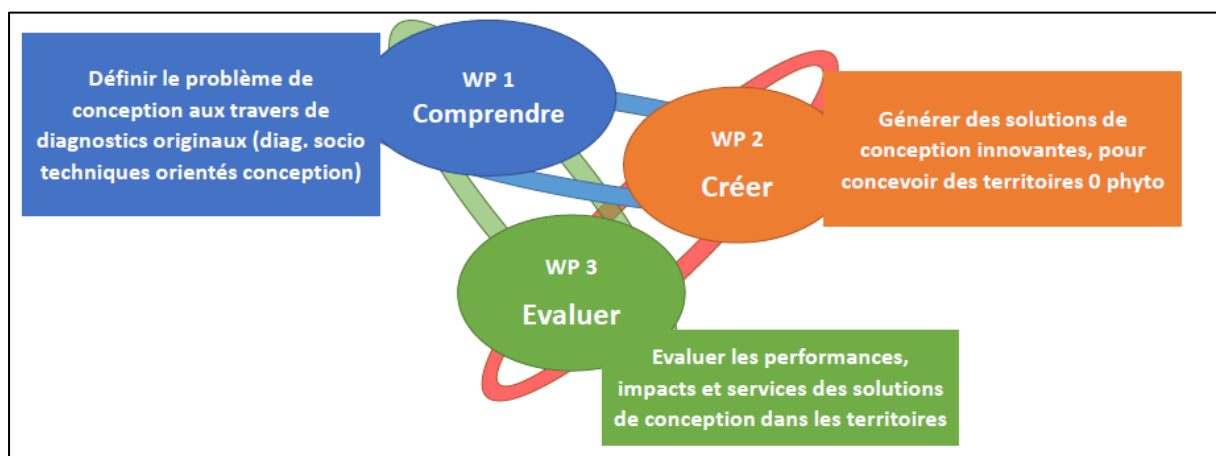 Définir le problème de
conception aux travers de
diagnostics originaux (diag. socio
techniques orientés conception)
WP 1
Comprendre
WP 2
Créer
Générer des solutions de
conception innovantes, pour
concevoir des territoires 0 phyto
WP 3
Evaluer
Evaluer les performances,
impacts et services des solutions
de conception dans les territoires